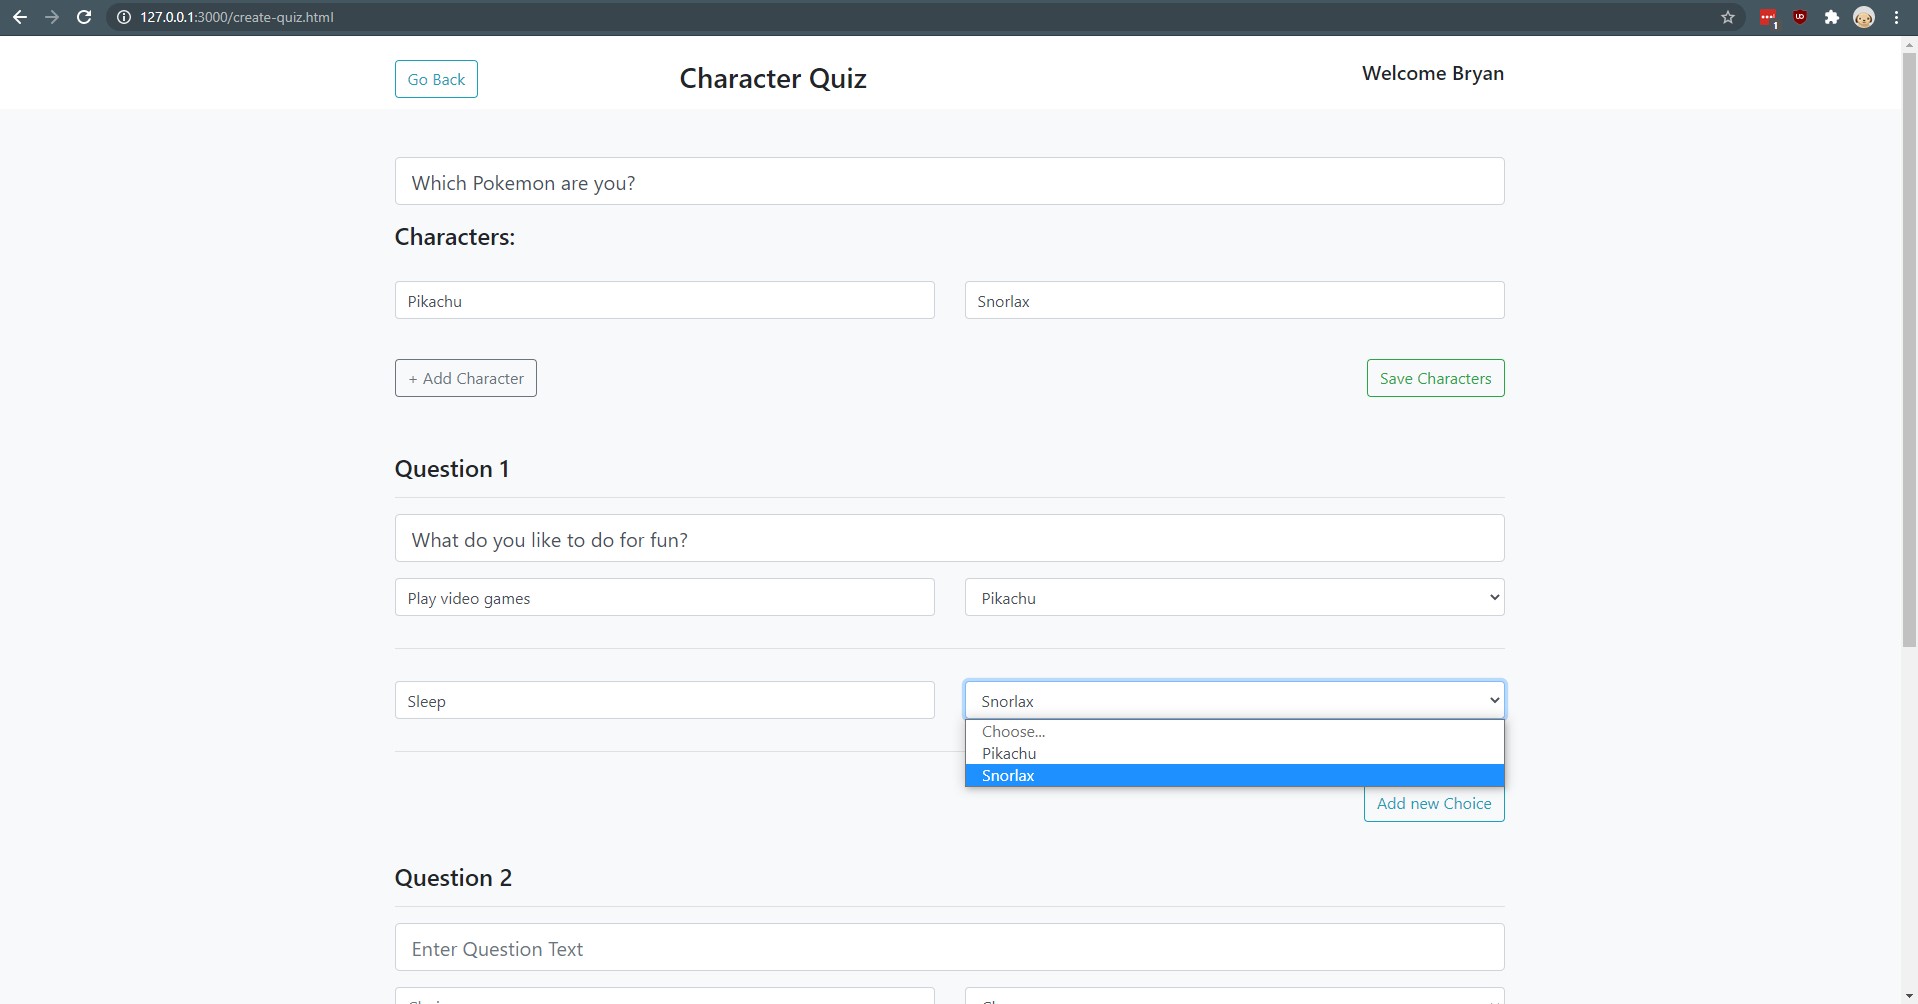 127.0.0.1:3000/create-quiz.html
1
Go Back
Character Quiz
Welcome Bryan
Which Pokemon are you?
Characters:
Pikachu
Snorlax
+ Add Character
Save Characters
Question 1
What do you like to do for fun?
Play video games
Pikachu
Sleep
Snorlax
Choose...
Pikachu
Snorlax
Add new Choice
Question 2
Enter Question Text